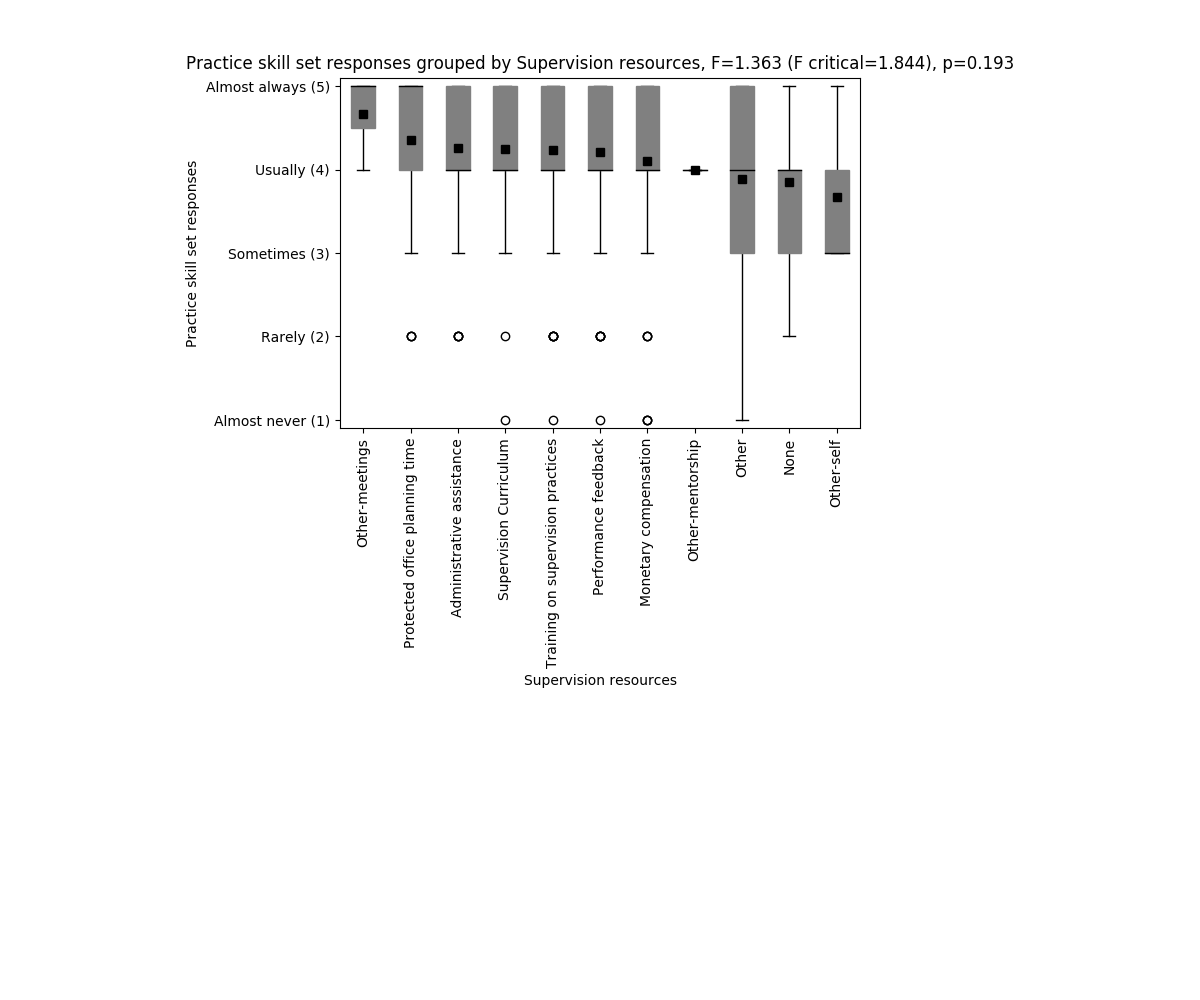 Practice skill set responses grouped by Supervision resources, F=1.363 (F critical=1.844), p=0.193
Almost always (5)
Usually (4)
Sometimes (3)
Rarely (2)
Almost never (1)
Practice skill set responses
Other-meetings
Protected office planning time
Administrative assistance
Supervision Curriculum
Training on supervision practices
Performance feedback
Monetary compensation
Other-mentorship
Other
None
Other-self
Supervision resources